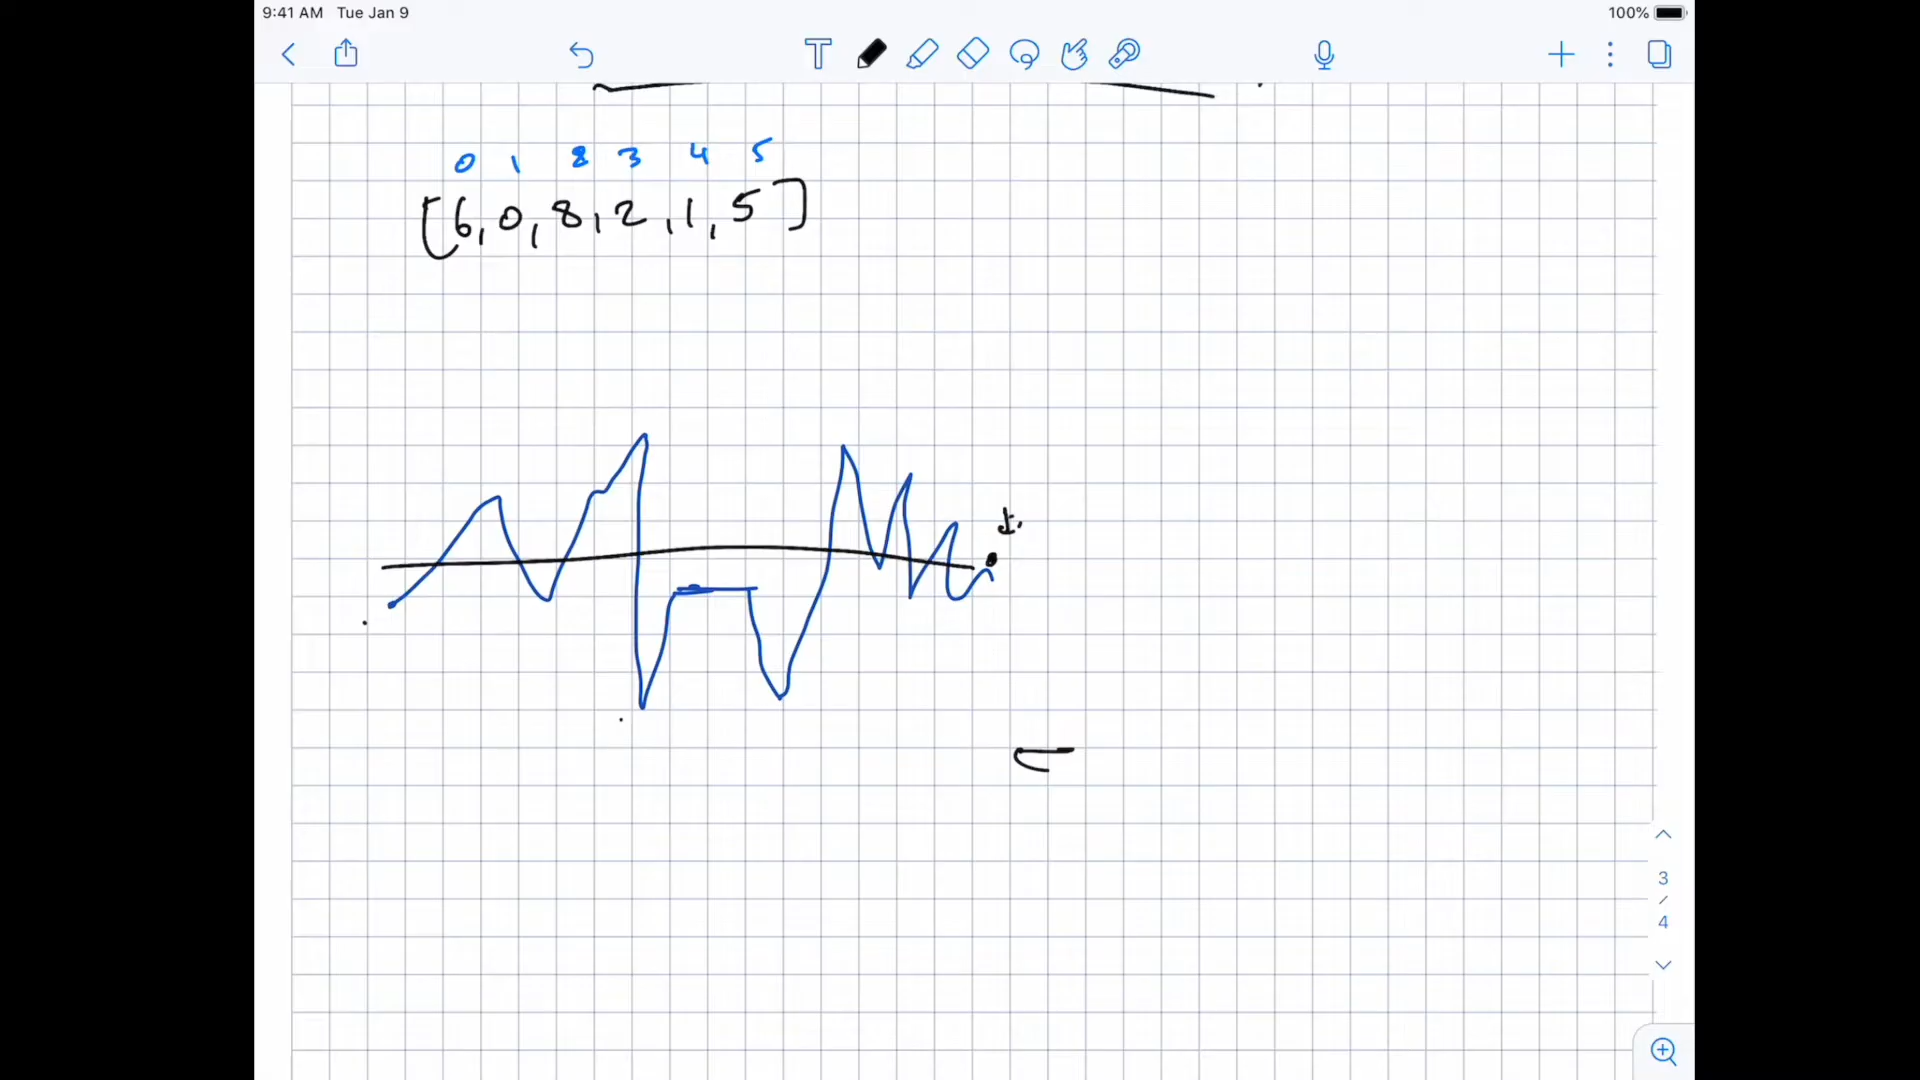 9:41 AM Tue Jan 9 100%
0 1 2 3 4 5
[6, 0, 8, 2, 1, 5]
3
/
4